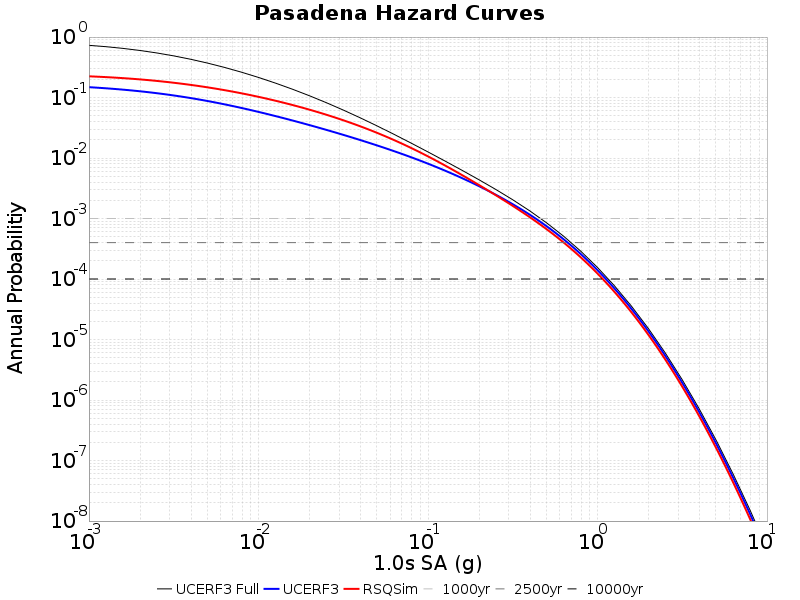 Pasadena Hazard Curves
Annual Probabilitiy
10^0
10^-1
10^-2
10^-3
10^-4
10^-5
10^-6
10^-7
10^-8
10^-3 10^-2 10^-1 10^0 10^1
1.0s SA (g)
UCERF3 Full UCERF3 RSQSim 1000yr 2500yr 10000yr